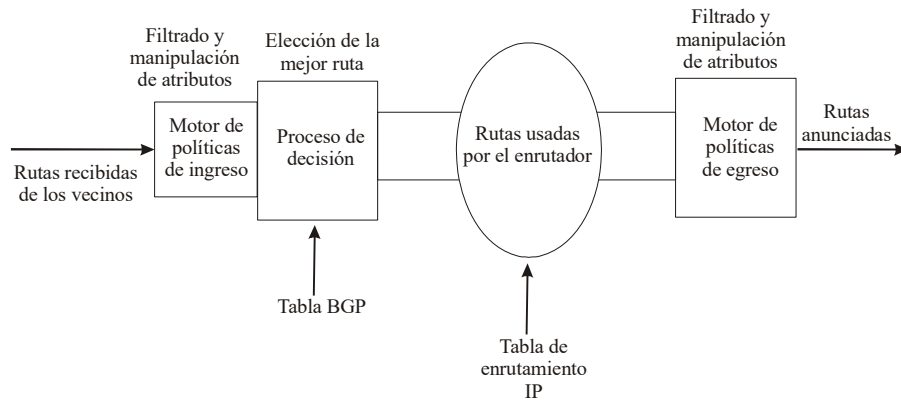 Filtrado y
manipulación
de atributos
Elección de la
mejor ruta
Filtrado y
manipulación
de atributos
Rutas recibidas
de los vecinos
Motor de
políticas
de ingreso
Proceso de
decisión
Rutas usadas
por el enrutador
Motor de
políticas
de egreso
Rutas
anunciadas
Tabla BGP
Tabla de
enrutamiento
IP